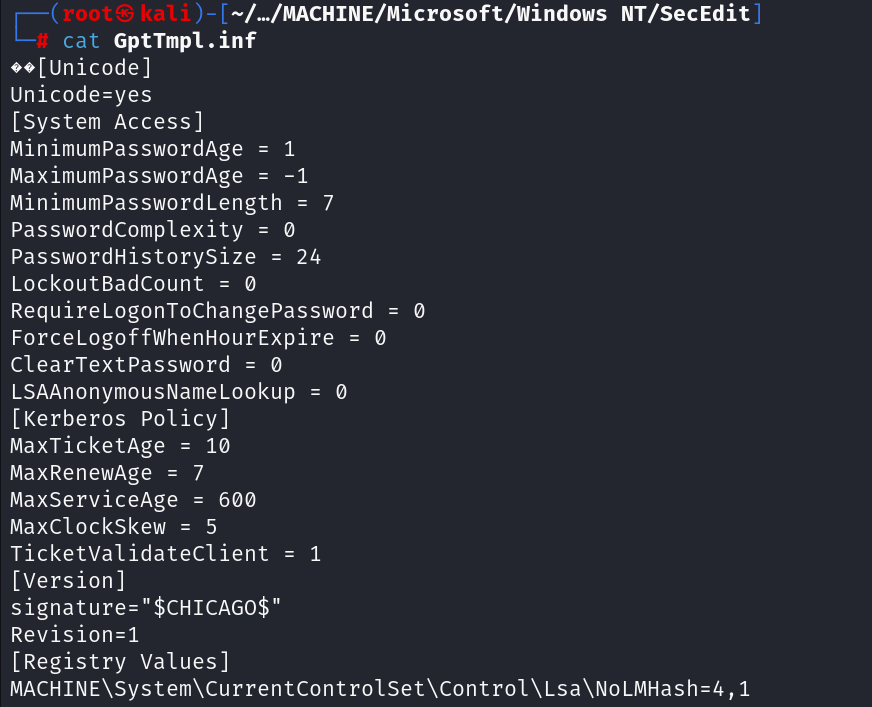 ┌──(root㉿kali)-[~/…/MACHINE/Microsoft/Windows NT/SecEdit]
└─# cat GptTmpl.inf
��[Unicode]
Unicode=yes
[System Access]
MinimumPasswordAge = 1
MaximumPasswordAge = -1
MinimumPasswordLength = 7
PasswordComplexity = 0
PasswordHistorySize = 24
LockoutBadCount = 0
RequireLogonToChangePassword = 0
ForceLogoffWhenHourExpire = 0
ClearTextPassword = 0
LSAAnonymousNameLookup = 0
[Kerberos Policy]
MaxTicketAge = 10
MaxRenewAge = 7
MaxServiceAge = 600
MaxClockSkew = 5
TicketValidateClient = 1
[Version]
signature="$CHICAGO$"
Revision=1
[Registry Values]
MACHINE\System\CurrentControlSet\Control\Lsa\NoLMHash=4,1